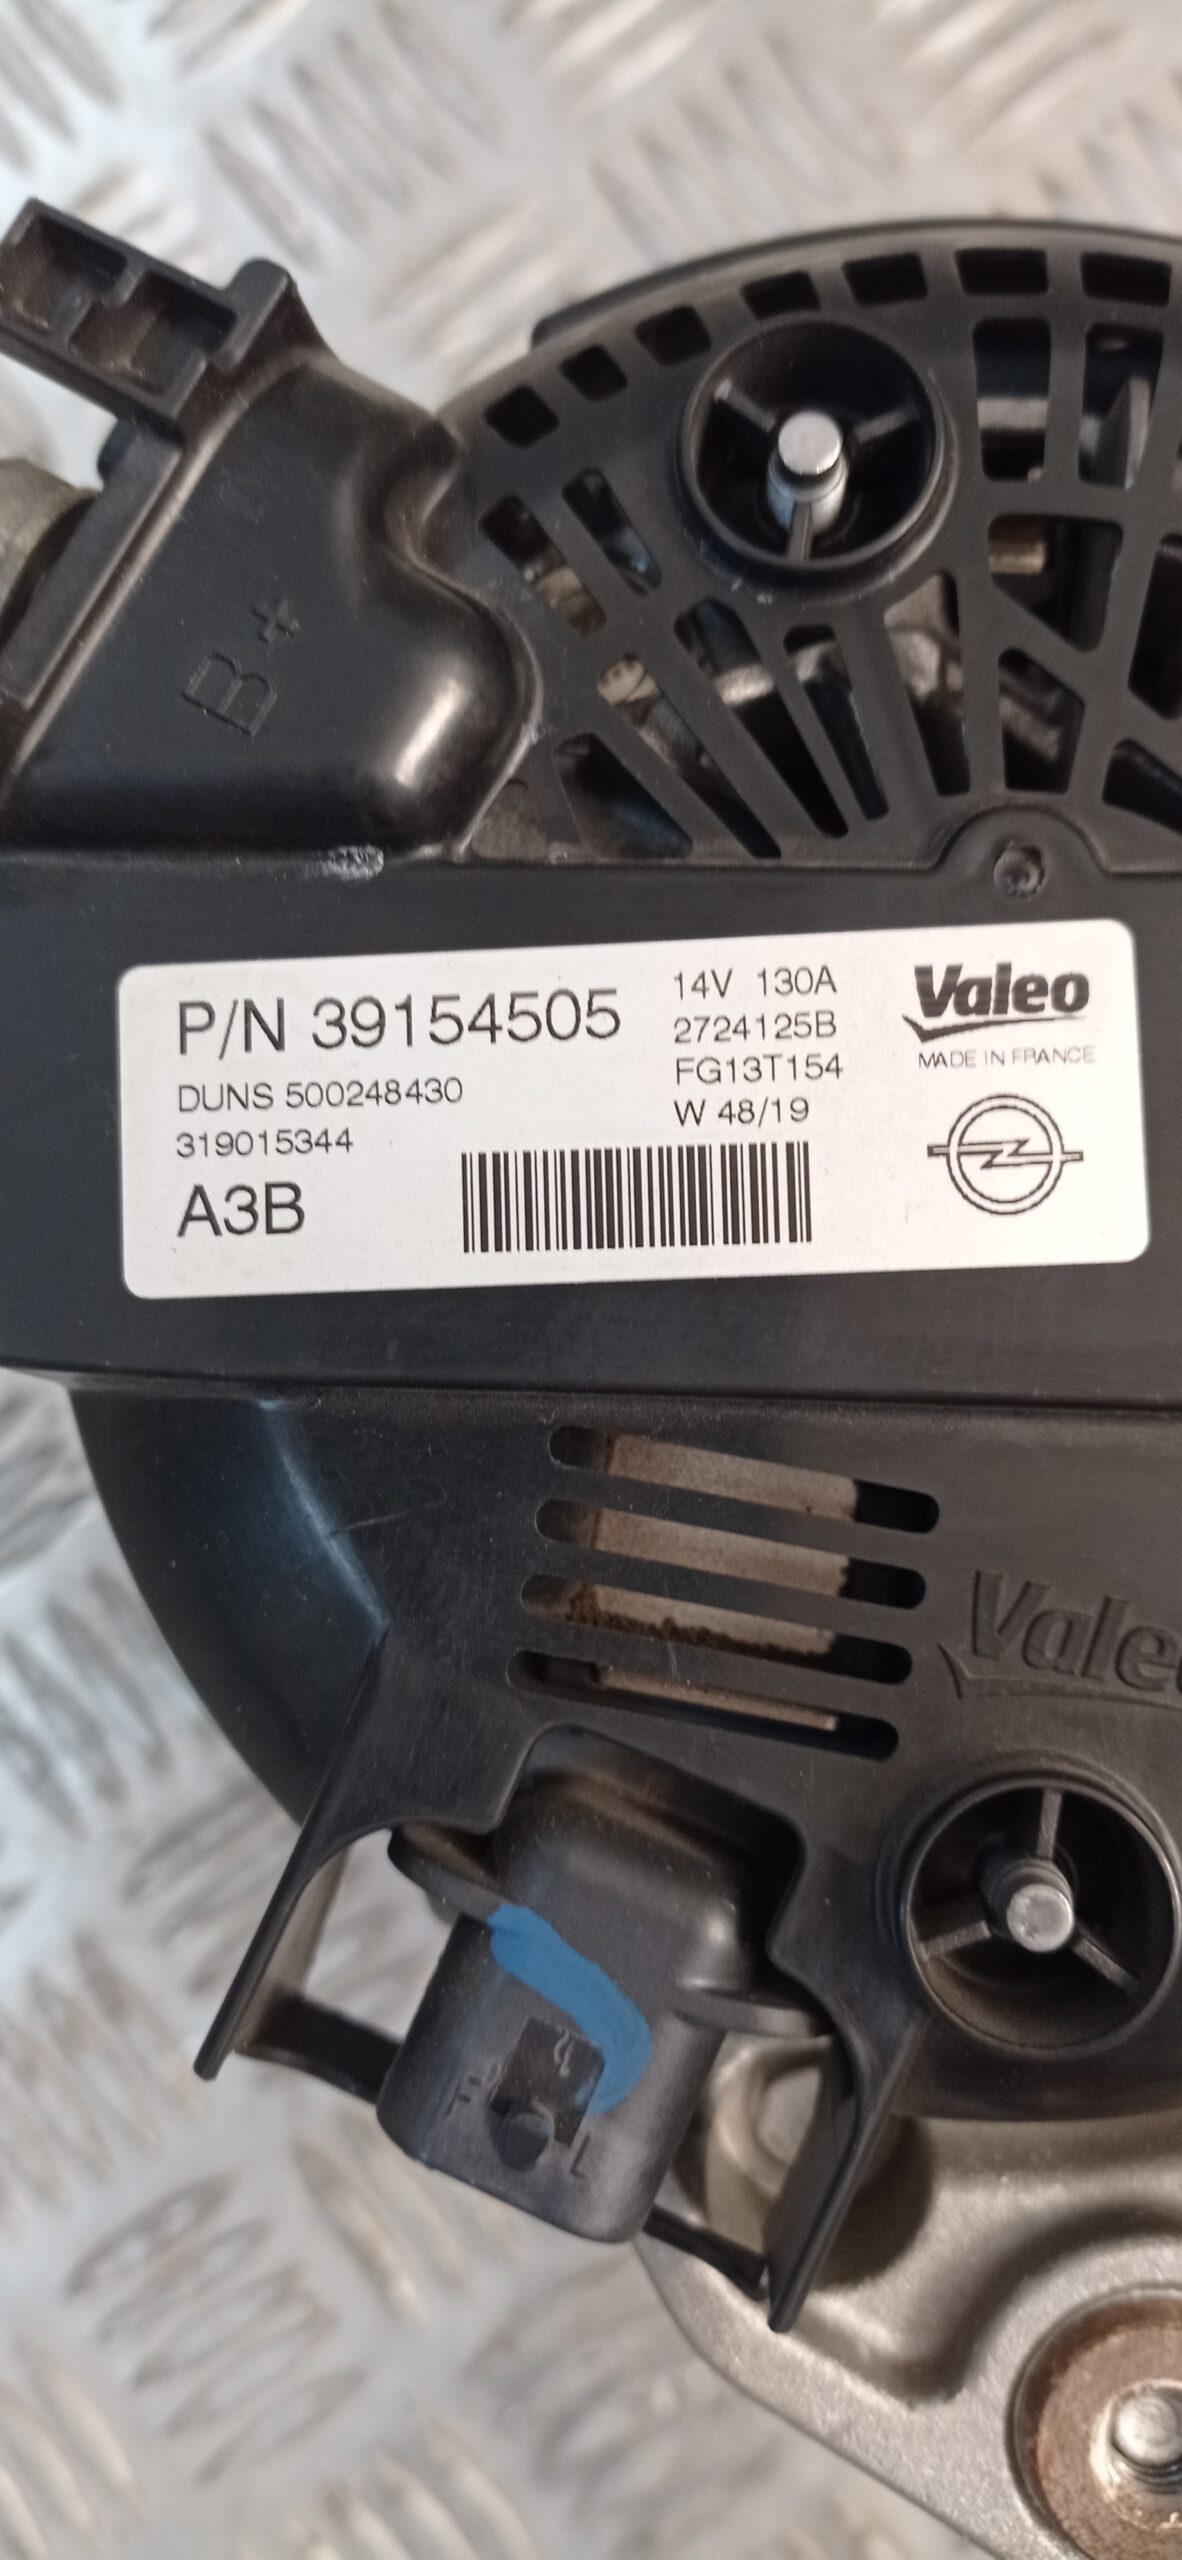 B+
P/N 39154505
DUNS 500248430
319015344
A3B
14V 130A
2724125B
FG13T154
W 48/19
Valeo
MADE IN FRANCE
Valeo
L